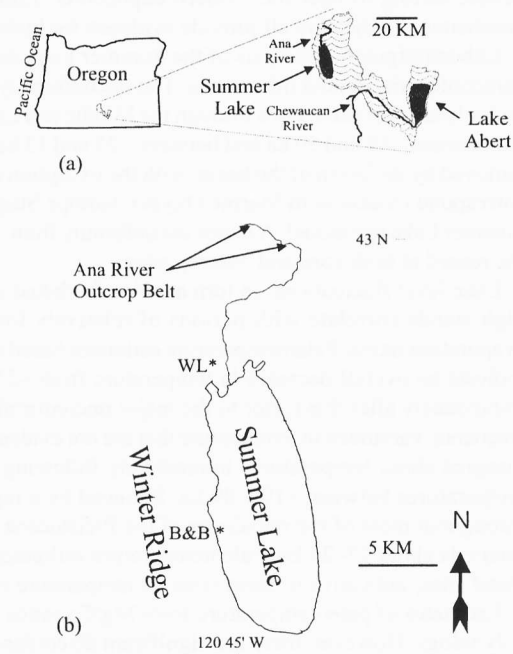 Pacific Ocean
Oregon
Ana
River
Summer
Lake
Chewaucan
River
20 KM
Lake
Abert
(a)
43 N
Ana River
Outcrop Belt
WL*
Winter Ridge
Summer Lake
B&B *
N
5 KM
(b)
120 45' W